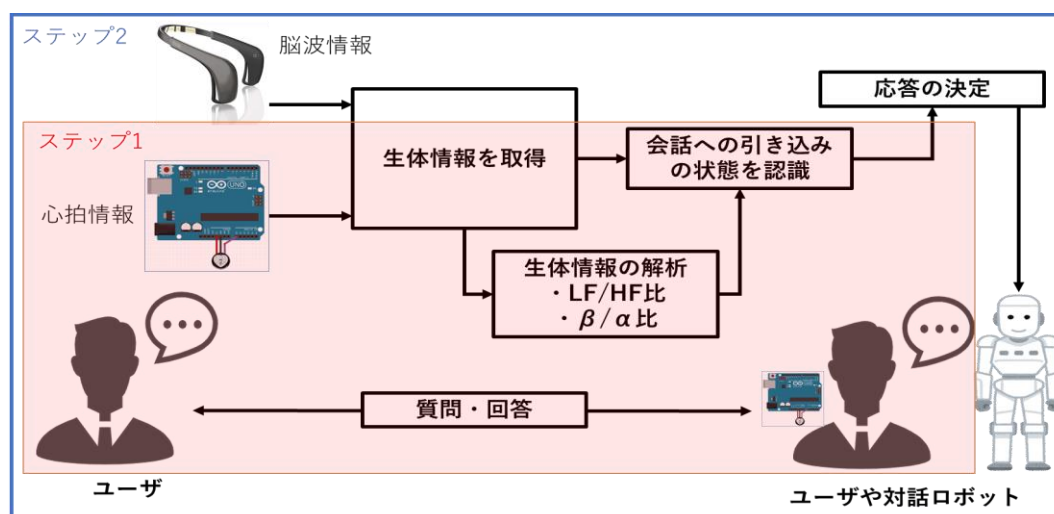 ステップ2
脳波情報
応答の決定
ステップ1
生体情報を取得
会話への引き込み
の状態を認識
UNO
心拍情報
生体情報の解析
・LF/HF比
・β/α比
質問・回答
ユーザ
ユーザや対話ロボット